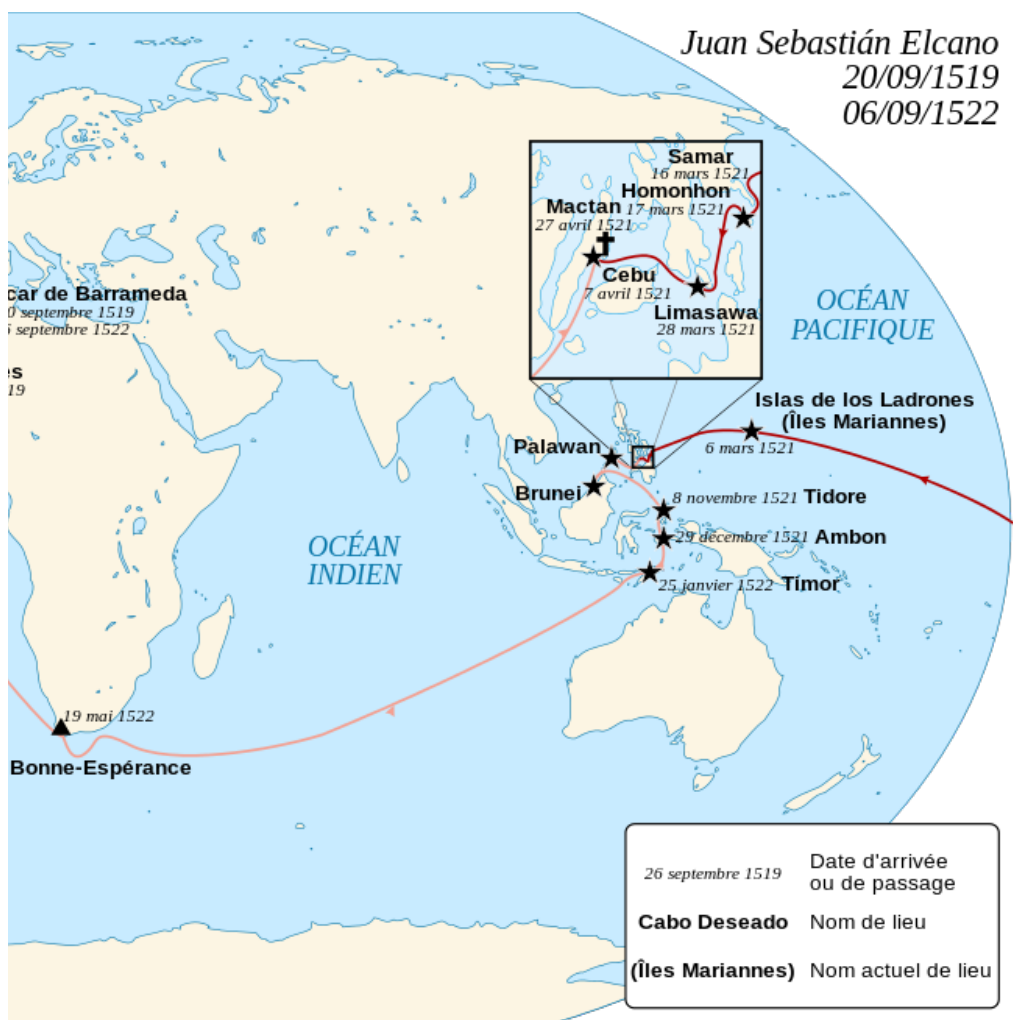 Juan Sebastián Elcano
20/09/1519
06/09/1522
Samar
16 mars 1521
Homonhon
17 mars 1521
Mactan
27 avril 1521
Cebu
7 avril 1521
Limasawa
28 mars 1521
car de Barrameda
0 septembre 1519
septembre 1522
es
19
OCÉAN
PACIFIQUE
Islas de los Ladrones
(Îles Mariannes)
6 mars 1521
Palawan
Brunei
8 novembre 1521 Tidore
29 décembre 1521 Ambon
25 janvier 1522 Timor
OCÉAN
INDIEN
19 mai 1522
Bonne-Espérance
26 septembre 1519 Date d'arrivée
ou de passage
Cabo Deseado Nom de lieu
(Îles Mariannes) Nom actuel de lieu